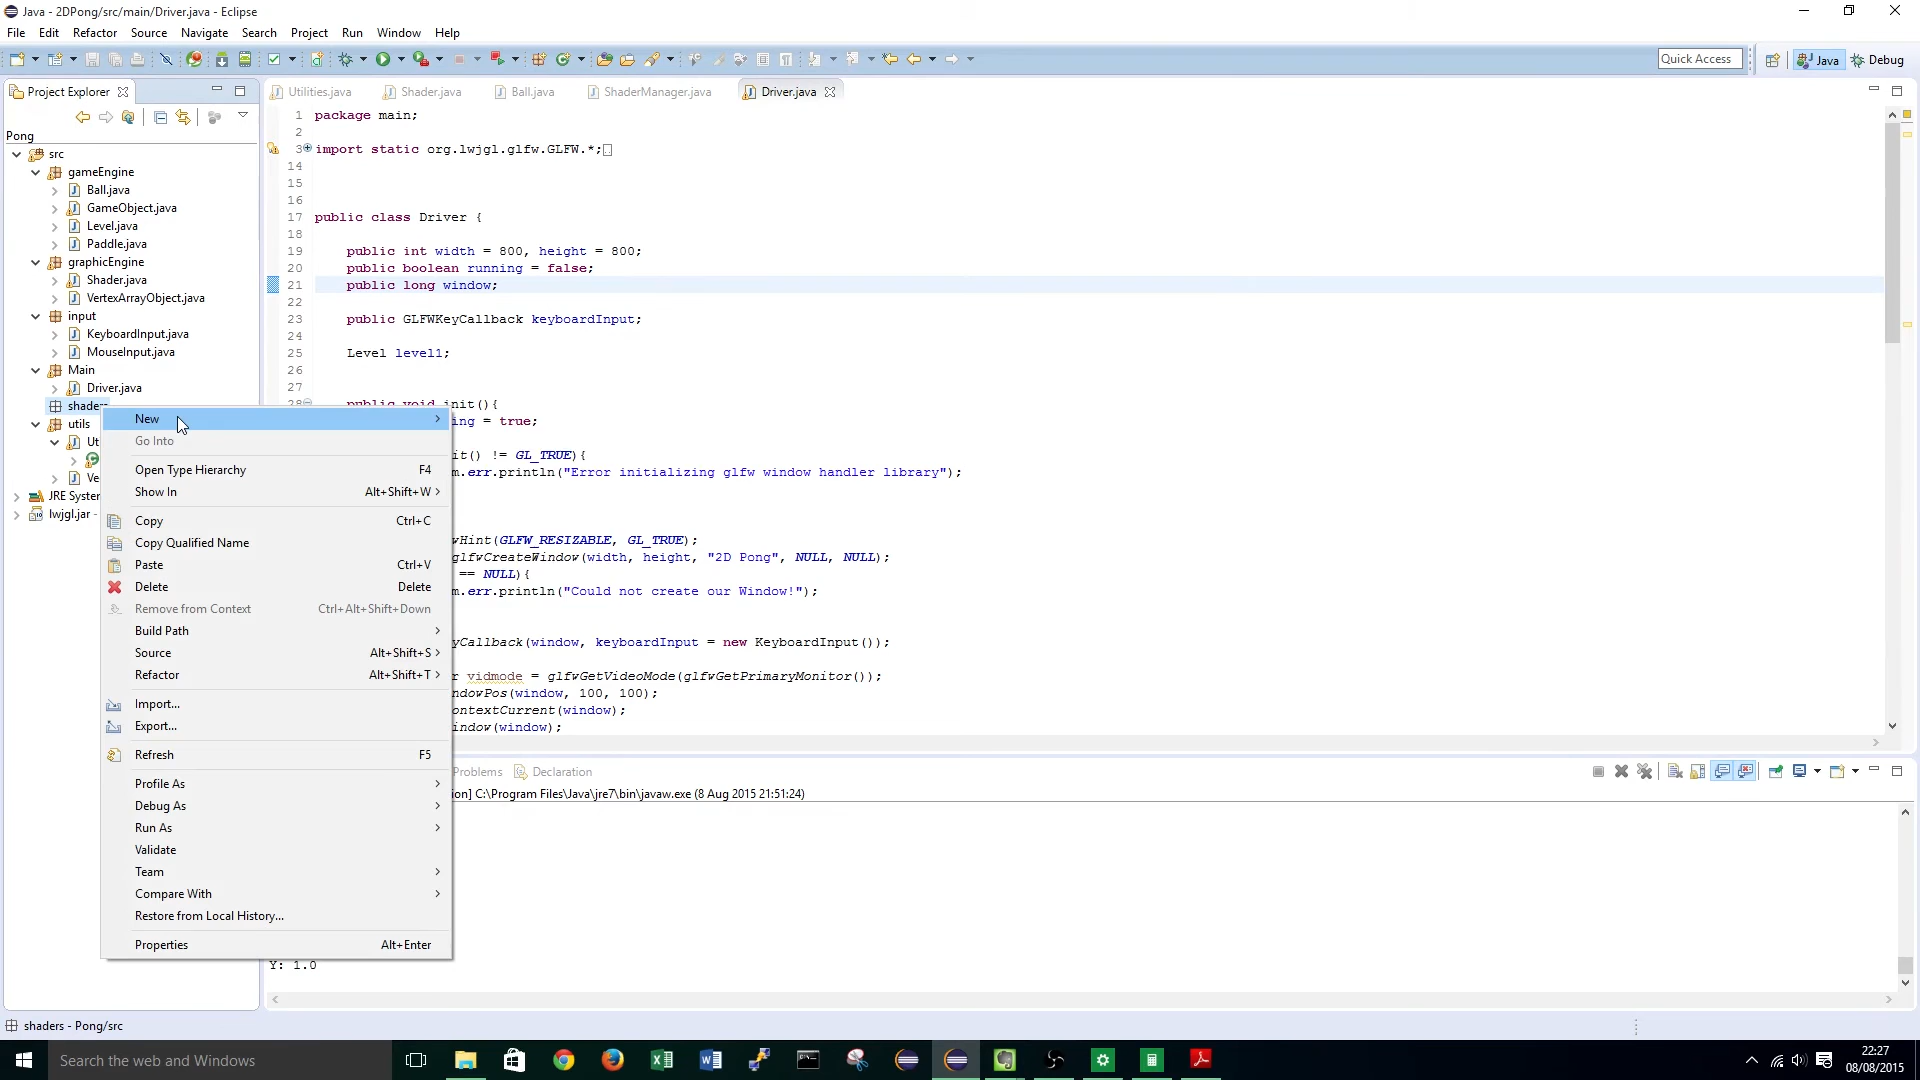 Java - 2DPong/src/main/Driver.java - Eclipse
File Edit Refactor Source Navigate Search Project Run Window Help
Quick Access Java Debug
Project Explorer
Utilities.java Shader.java Ball.java ShaderManager.java Driver.java
Pong
src
gameEngine
Ball.java
GameObject.java
Level.java
Paddle.java
graphicEngine
Shader.java
VertexArrayObject.java
input
KeyboardInput.java
MouseInput.java
Main
Driver.java
shaders
utils
Ut
Ve
JRE System
lwjgl.jar -
1 package main;
2
3 import static org.lwjgl.glfw.GLFW.*;
14
15
16
17 public class Driver {
18
19 public int width = 800, height = 800;
20 public boolean running = false;
21 public long window;
22
23 public GLFWKeyCallback keyboardInput;
24
25 Level level1;
26
27
28 public void init(){
ing = true;
it() != GL_TRUE){
m.err.println("Error initializing glfw window handler library");
wHint(GLFW_RESIZABLE, GL_TRUE);
glfwCreateWindow(width, height, "2D Pong", NULL, NULL);
== NULL){
m.err.println("Could not create our Window!");
yCallback(window, keyboardInput = new KeyboardInput());
r vidmode = glfwGetVideoMode(glfwGetPrimaryMonitor());
ndowPos(window, 100, 100);
ontextCurrent(window);
indow(window);
New
Go Into
Open Type Hierarchy F4
Show In Alt+Shift+W
Copy Ctrl+C
Copy Qualified Name
Paste Ctrl+V
Delete Delete
Remove from Context Ctrl+Alt+Shift+Down
Build Path
Source Alt+Shift+S
Refactor Alt+Shift+T
Import...
Export...
Refresh F5
Profile As
Debug As
Run As
Validate
Team
Compare With
Restore from Local History...
Properties Alt+Enter
Problems Declaration
ion] C:\Program Files\Java\jre7\bin\javaw.exe (8 Aug 2015 21:51:24)
Y: 1.0
shaders - Pong/src
Search the web and Windows
22:27
08/08/2015